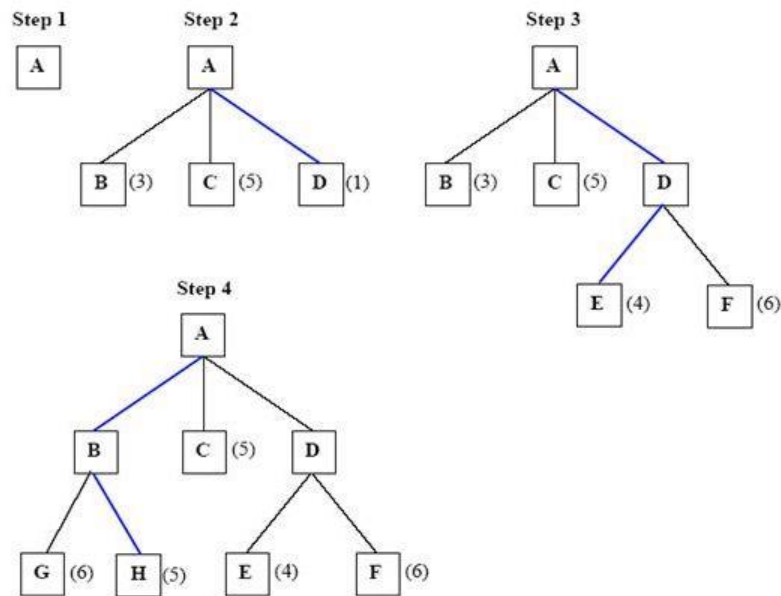 Step 1 Step 2 Step 3
A A A
B (3) C (5) D (1) B (3) C (5) D
E (4) F (6)
Step 4
A
B C (5) D
G (6) H (5) E (4) F (6)